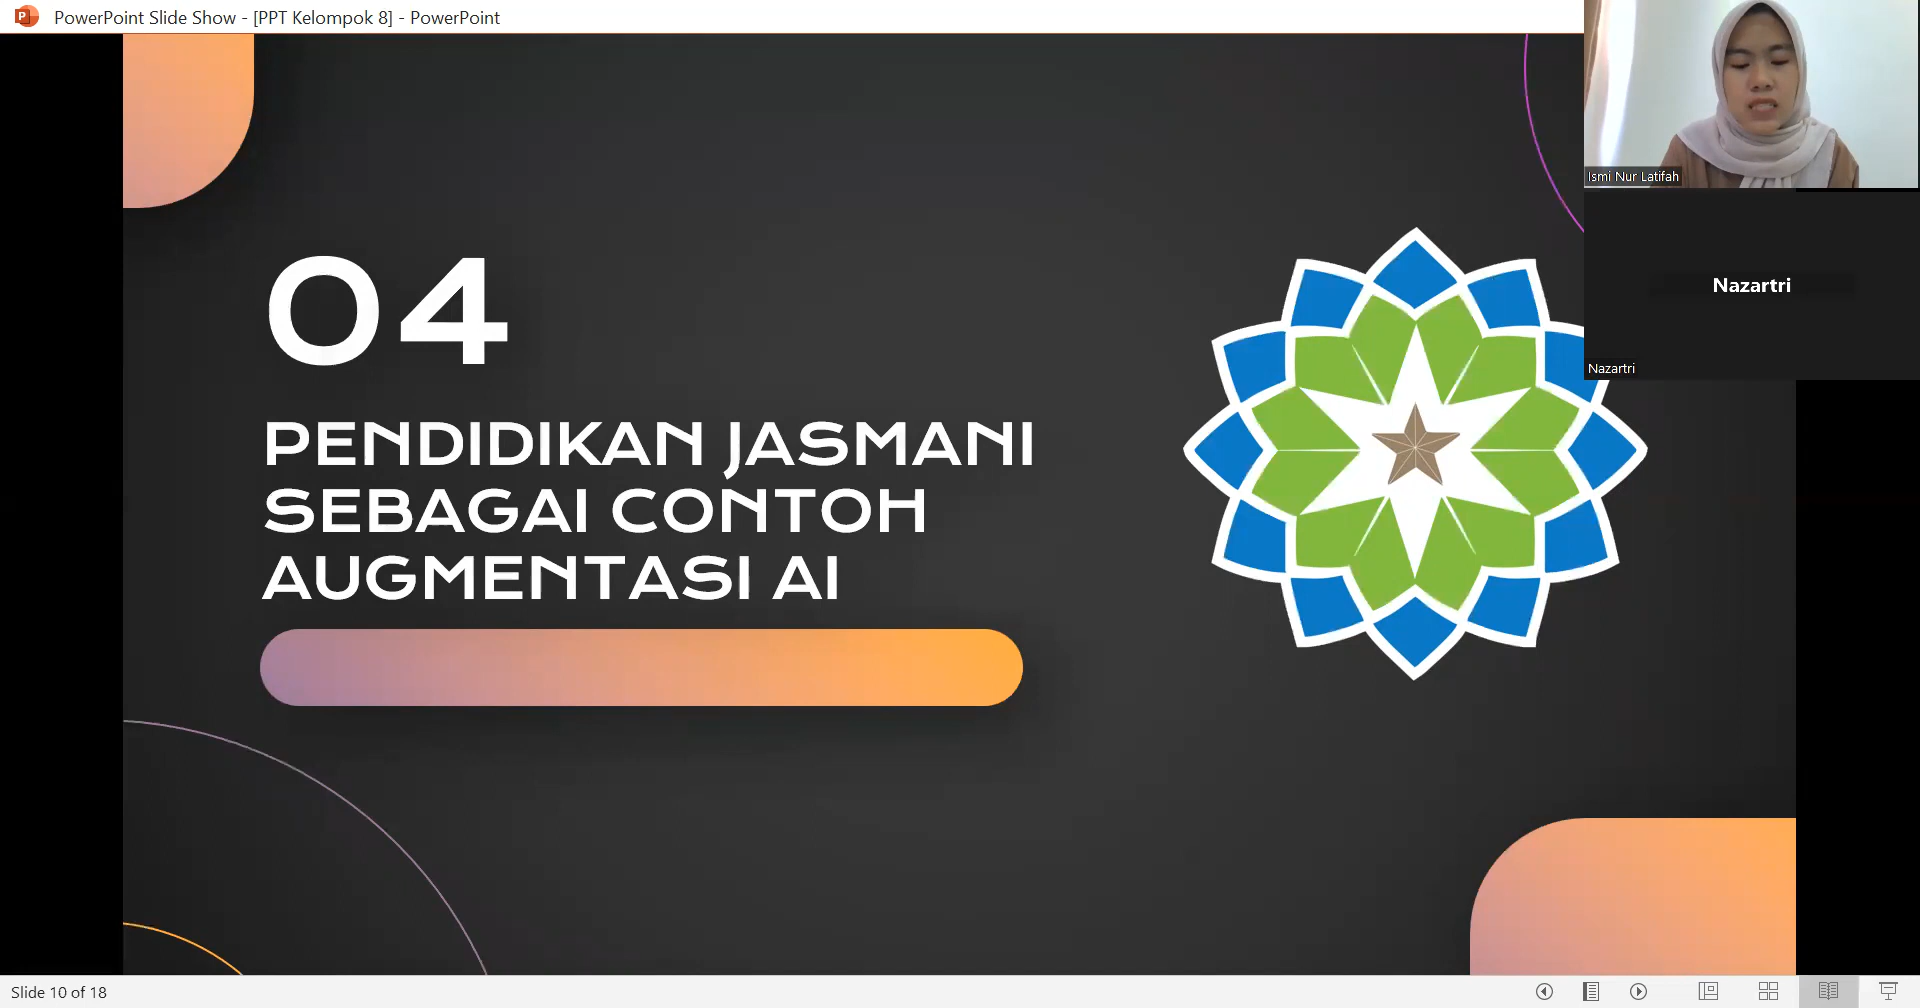 PowerPoint Slide Show - [PPT Kelompok 8] - PowerPoint
Ismi Nur Latifah
Nazartri
Nazartri
04
PENDIDIKAN JASMANI
SEBAGAI CONTOH
AUGMENTASI AI
Slide 10 of 18